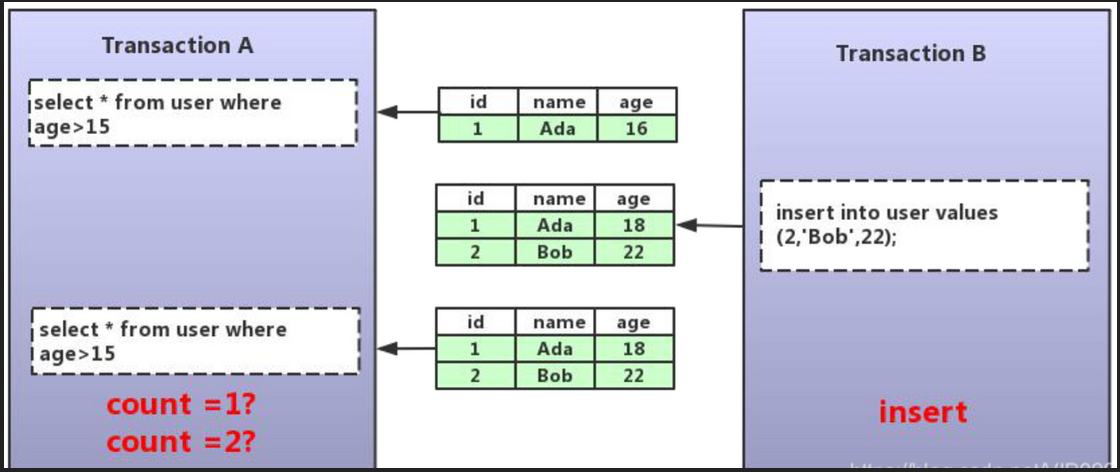 Transaction A
select * from user where
age>15
id name age
1 Ada 16
Transaction B
id name age
1 Ada 18
2 Bob 22
insert into user values
(2,'Bob',22);
select * from user where
age>15
id name age
1 Ada 18
2 Bob 22
count =1?
count =2?
insert